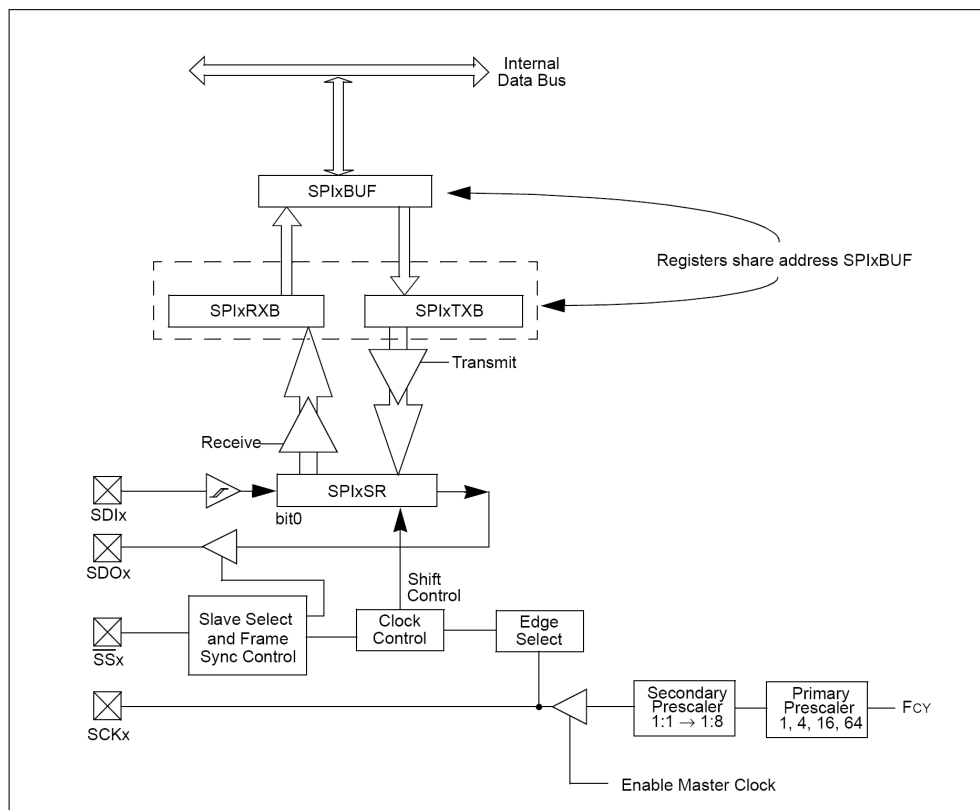 Internal
Data Bus
SPIxBUF
Registers share address SPIxBUF
SPIxRXB
SPIxTXB
Transmit
Receive
SPIxSR
SDIx
bit0
SDOx
Shift
Control
Slave Select
and Frame
Sync Control
Clock
Control
Edge
Select
SSx
Secondary
Prescaler
1:1 → 1:8
Primary
Prescaler
1, 4, 16, 64
FCY
SCKx
Enable Master Clock